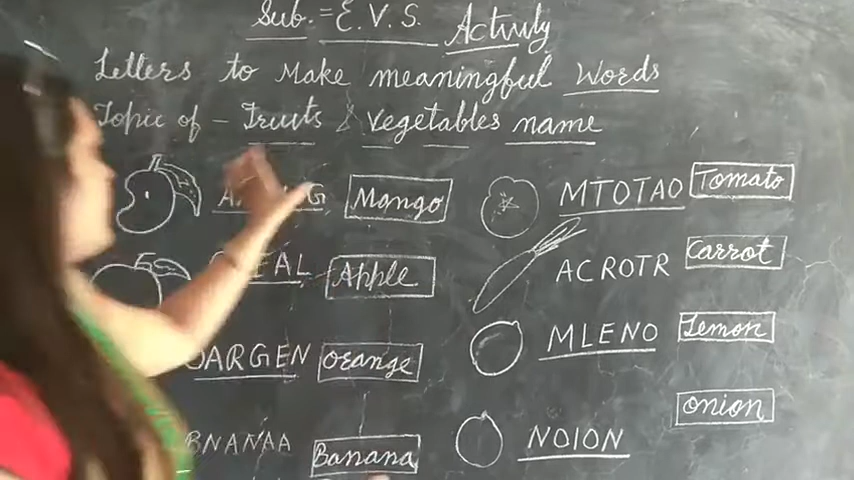 Sub. = E.V.S. Activity
Letters to Make meaningful Words
Topic of - Fruits & vegetables name
Mango MTOTAO Tomato
Apple ACROTR Carrot
OARGEN orange MLENO Lemon
BNANAA Banana NOION onion